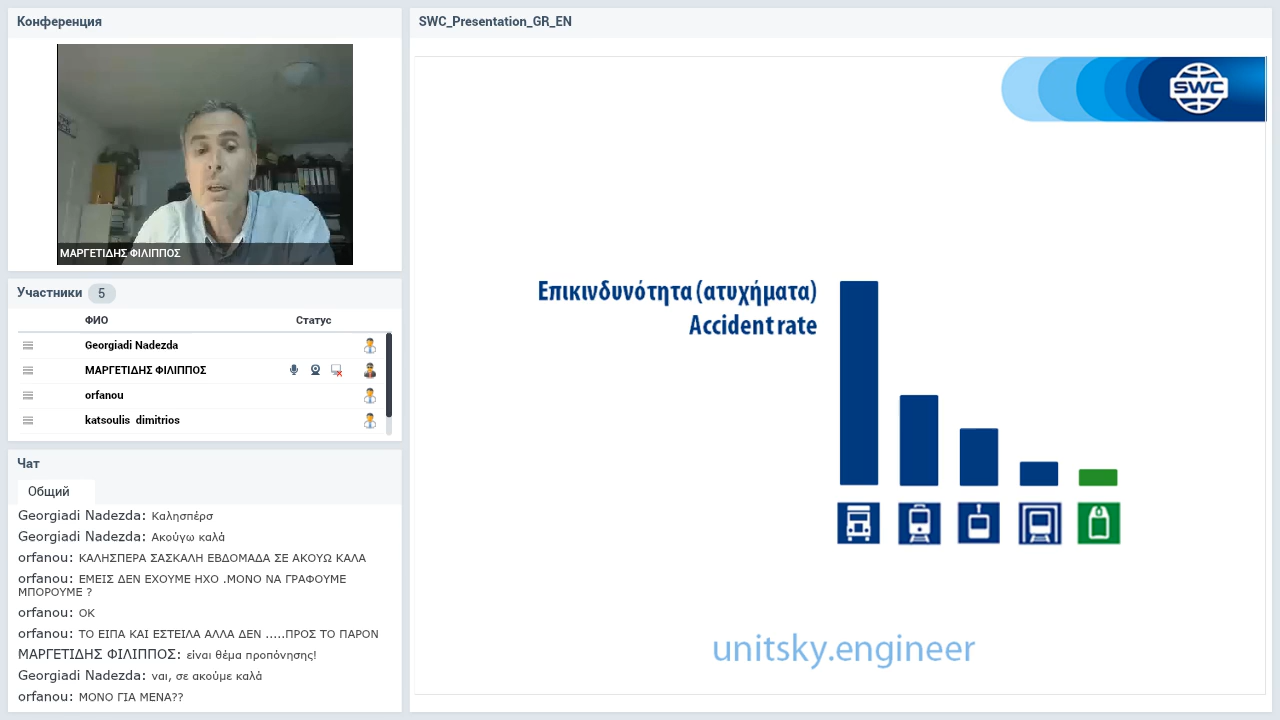 Конференция
ΜΑΡΓΕΤΙΔΗΣ ΦΙΛΙΠΠΟΣ
Участники 5
ФИО Статус
Georgiadi Nadezda
ΜΑΡΓΕΤΙΔΗΣ ΦΙΛΙΠΠΟΣ
orfanou
katsoulis dimitrios
Чат
Общий
Georgiadi Nadezda: Καλησπέρσ
Georgiadi Nadezda: Ακούγω καλά
orfanou: ΚΑΛΗΣΠΕΡΑ ΣΑΣΚΑΛΗ ΕΒΔΟΜΑΔΑ ΣΕ ΑΚΟΥΩ ΚΑΛΑ
orfanou: ΕΜΕΙΣ ΔΕΝ ΕΧΟΥΜΕ ΗΧΟ .ΜΟΝΟ ΝΑ ΓΡΑΦΟΥΜΕ
ΜΠΟΡΟΥΜΕ ?
orfanou: ΟΚ
orfanou: ΤΟ ΕΙΠΑ ΚΑΙ ΕΣΤΕΙΛΑ ΑΛΛΑ ΔΕΝ .....ΠΡΟΣ ΤΟ ΠΑΡΟΝ
ΜΑΡΓΕΤΙΔΗΣ ΦΙΛΙΠΠΟΣ: είναι θέμα προπόνησης!
Georgiadi Nadezda: ναι, σε ακούμε καλά
orfanou: ΜΟΝΟ ΓΙΑ ΜΕΝΑ??
SWC_Presentation_GR_EN
SWC
Επικινδυνότητα (ατυχήματα)
Accident rate
unitsky.engineer